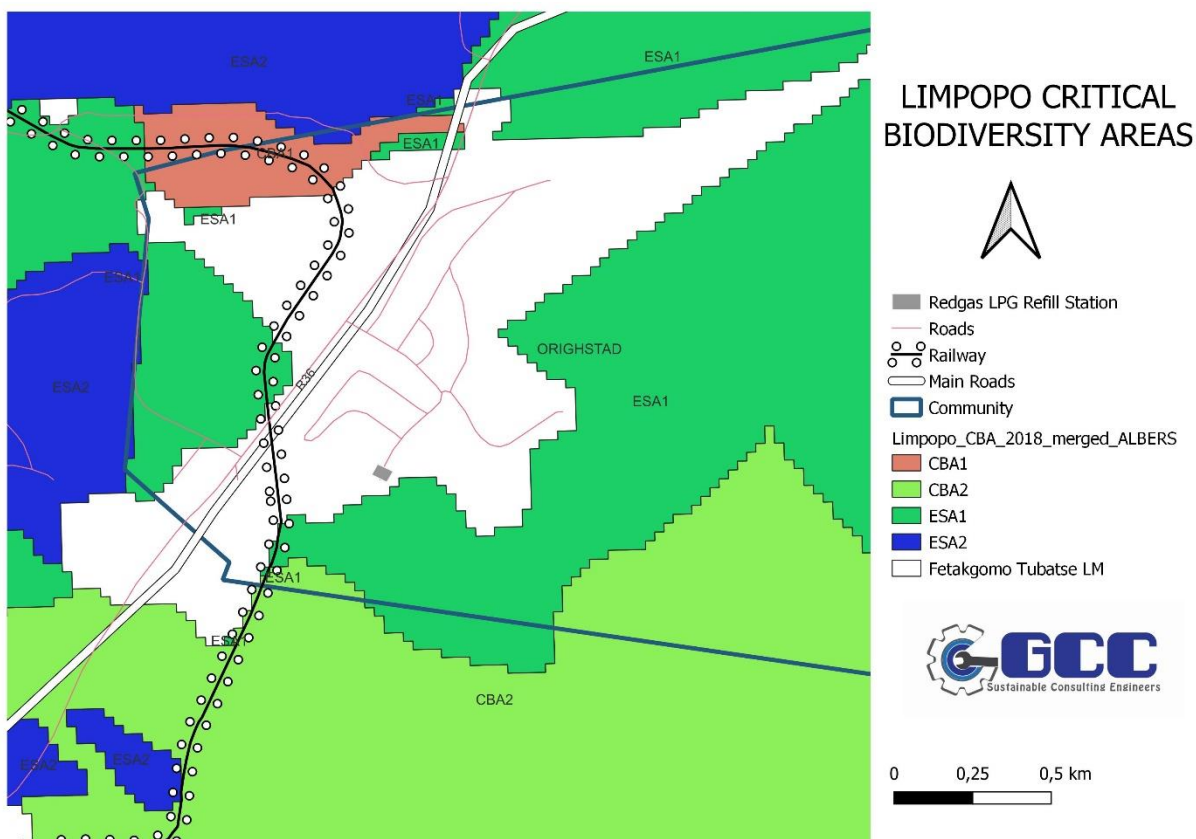 ESA2
ESA1
ESA1
ESA1
CBA1
ESA1
ESA1
ORIGHSTAD
R36
ESA2
ESA1
ESA1
ESA1
CBA2
ESA2
ESA2
LIMPOPO CRITICAL
BIODIVERSITY AREAS
Redgas LPG Refill Station
Roads
Railway
Main Roads
Community
Limpopo_CBA_2018_merged_ALBERS
CBA1
CBA2
ESA1
ESA2
Fetakgomo Tubatse LM
GCC
Sustainable Consulting Engineers
0 0,25 0,5 km